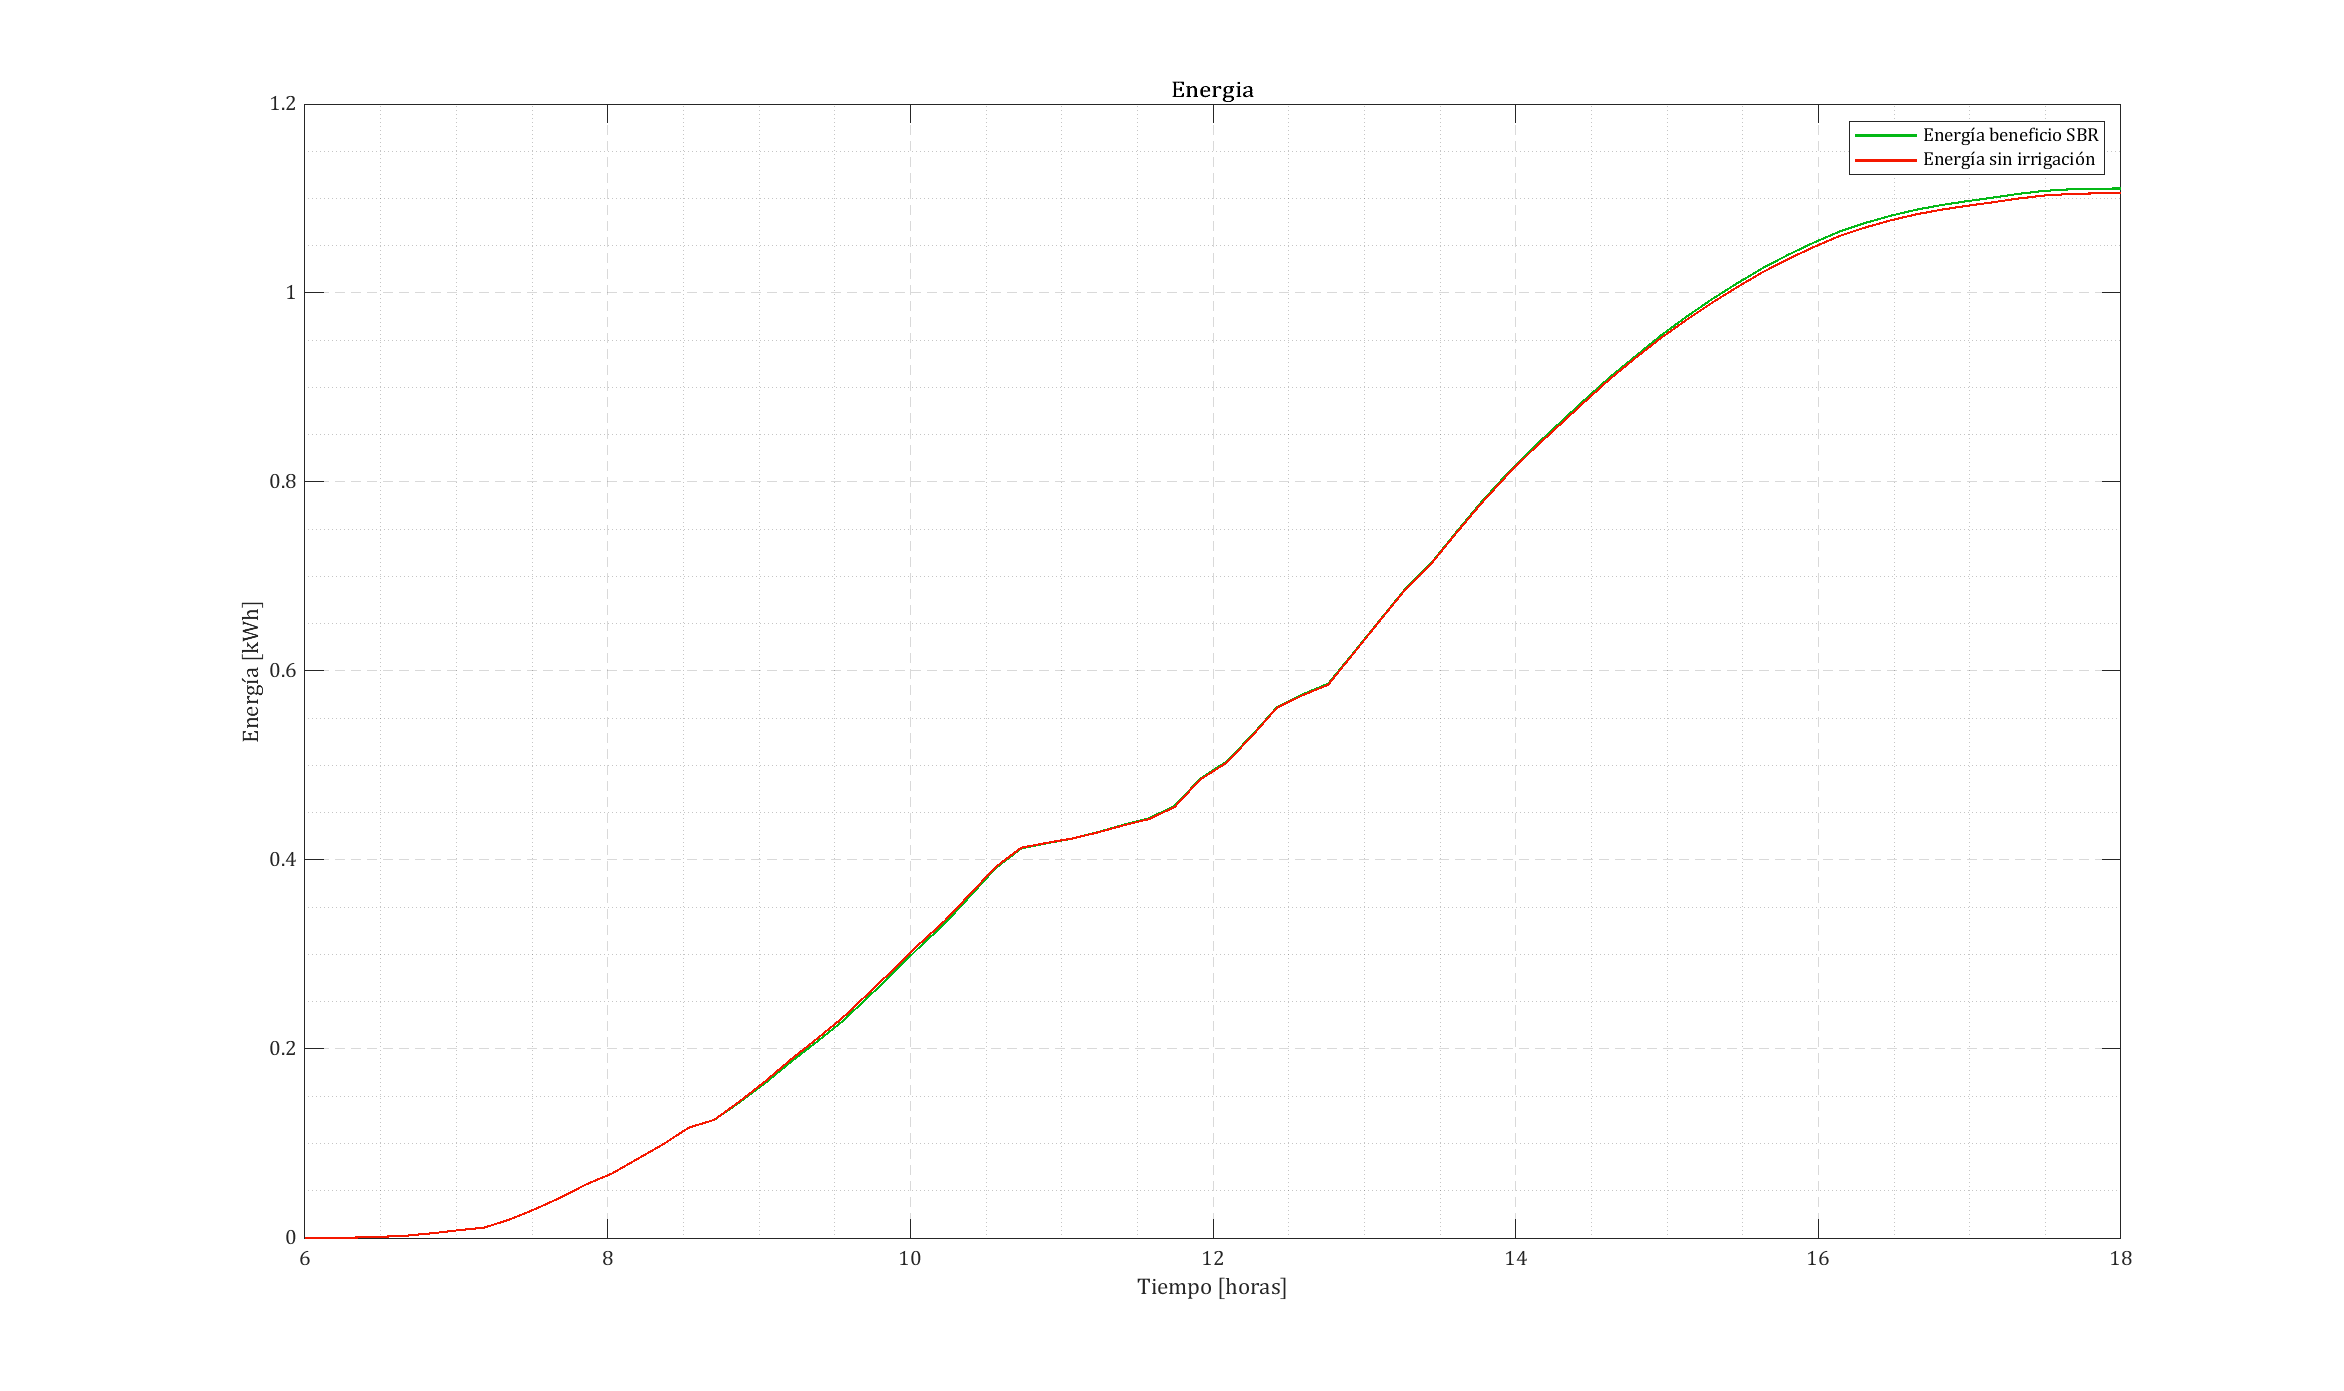 Energia
1.2
1
0.8
0.6
0.4
0.2
0
Energía [kWh]
Energía beneficio SBR
Energía sin irrigación
6 8 10 12 14 16 18
Tiempo [horas]